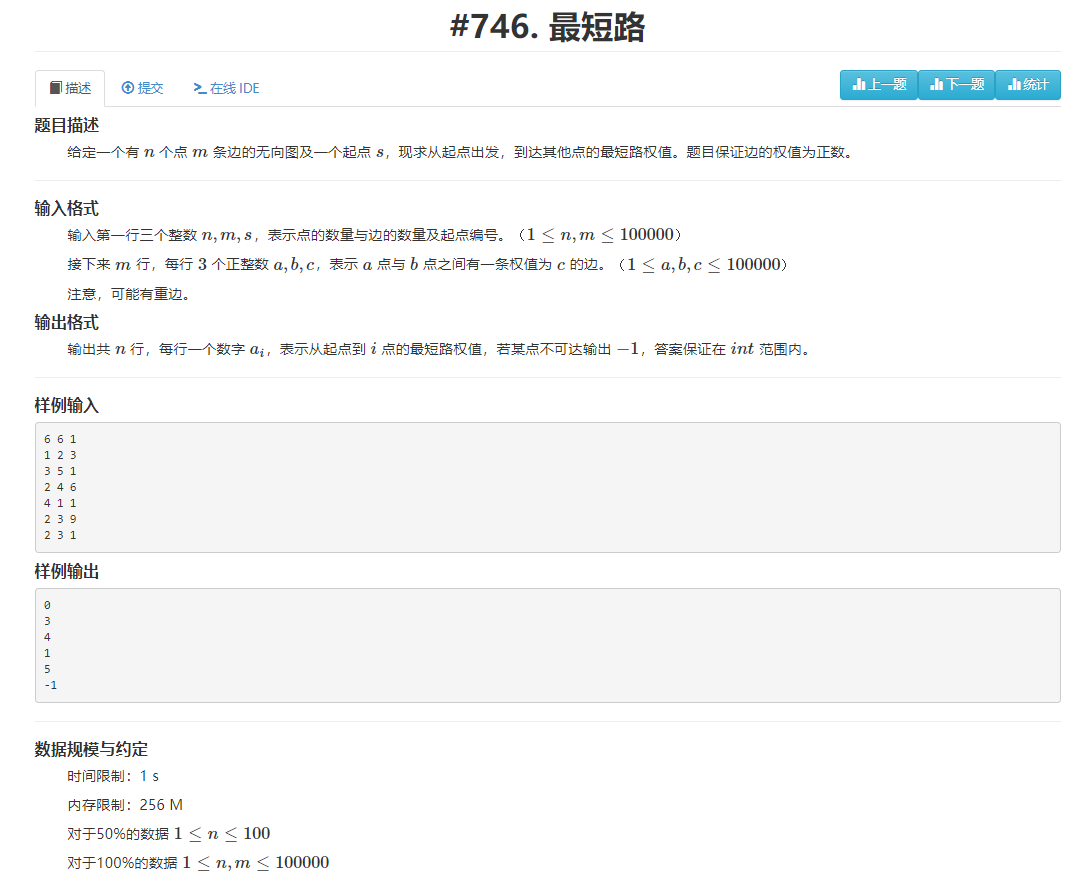 #746. 最短路
描述 提交 在线 IDE 上一题 下一题 统计
题目描述
给定一个有 n 个点 m 条边的无向图及一个起点 s，现求从起点出发，到达其他点的最短路权值。题目保证边的权值为正数。
输入格式
输入第一行三个整数 n, m, s，表示点的数量与边的数量及起点编号。（1 ≤ n, m ≤ 100000）
接下来 m 行，每行 3 个正整数 a, b, c，表示 a 点与 b 点之间有一条权值为 c 的边。（1 ≤ a, b, c ≤ 100000）
注意，可能有重边。
输出格式
输出共 n 行，每行一个数字 aᵢ，表示从起点到 i 点的最短路权值，若某点不可达输出 −1，答案保证在 int 范围内。
样例输入
6 6 1
1 2 3
3 5 1
2 4 6
4 1 1
2 3 9
2 3 1
样例输出
0
3
4
1
5
-1
数据规模与约定
时间限制：1 s
内存限制：256 M
对于50%的数据 1 ≤ n ≤ 100
对于100%的数据 1 ≤ n, m ≤ 100000